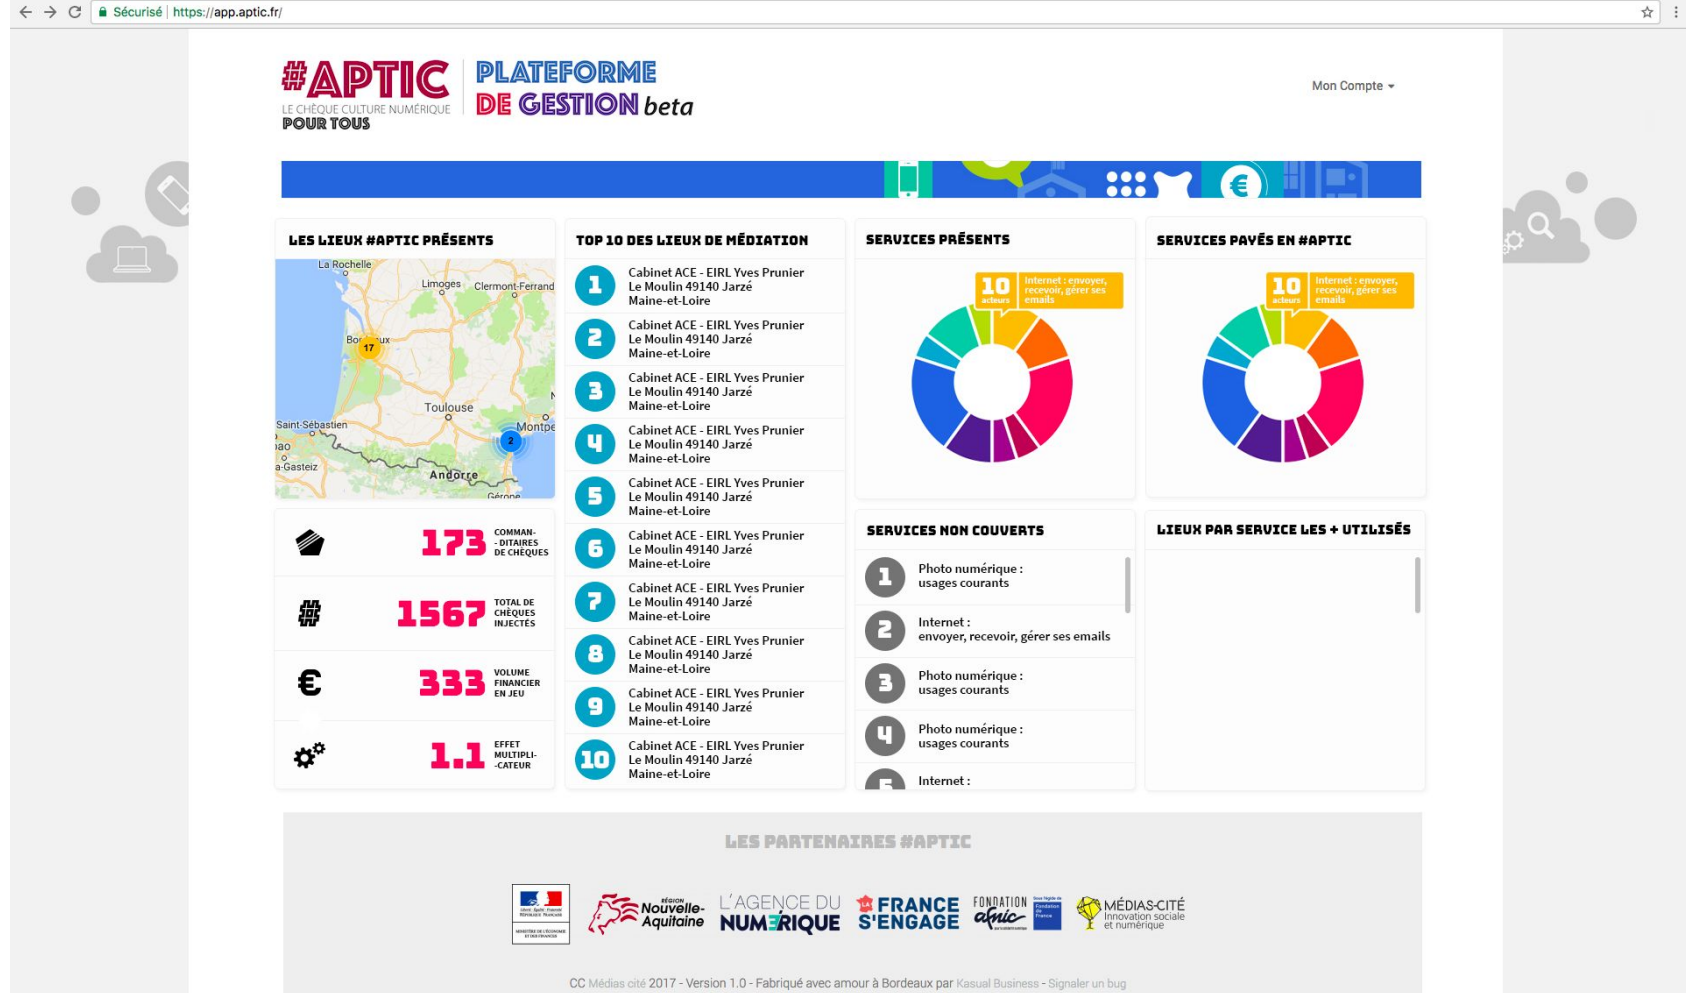 Sécurisé | https://app.aptic.fr/
#APTIC
LE CHÈQUE CULTURE NUMÉRIQUE
POUR TOUS
PLATEFORME
DE GESTION beta
Mon Compte
€
LES LIEUX #APTIC PRÉSENTS
La Rochelle
Limoges
Clermont-Ferrand
17
Toulouse
Saint-Sébastien
2
Andorre
173
COMMAN-
- DITAIRES
DE CHÈQUES
#
1567
TOTAL DE
CHÈQUES
INJECTÉS
€
333
VOLUME
FINANCIER
EN JEU
1.1
EFFET
MULTIPLI-
-CATEUR
TOP 10 DES LIEUX DE MÉDIATION
1
Cabinet ACE - EIRL Yves Prunier
Le Moulin 49140 Jarzé
Maine-et-Loire
2
Cabinet ACE - EIRL Yves Prunier
Le Moulin 49140 Jarzé
Maine-et-Loire
3
Cabinet ACE - EIRL Yves Prunier
Le Moulin 49140 Jarzé
Maine-et-Loire
4
Cabinet ACE - EIRL Yves Prunier
Le Moulin 49140 Jarzé
Maine-et-Loire
5
Cabinet ACE - EIRL Yves Prunier
Le Moulin 49140 Jarzé
Maine-et-Loire
6
Cabinet ACE - EIRL Yves Prunier
Le Moulin 49140 Jarzé
Maine-et-Loire
7
Cabinet ACE - EIRL Yves Prunier
Le Moulin 49140 Jarzé
Maine-et-Loire
8
Cabinet ACE - EIRL Yves Prunier
Le Moulin 49140 Jarzé
Maine-et-Loire
9
Cabinet ACE - EIRL Yves Prunier
Le Moulin 49140 Jarzé
Maine-et-Loire
10
Cabinet ACE - EIRL Yves Prunier
Le Moulin 49140 Jarzé
Maine-et-Loire
SERVICES PRÉSENTS
10
acteurs
Internet : envoyer,
recevoir, gérer ses
emails
SERVICES PAYÉS EN #APTIC
10
acteurs
Internet : envoyer,
recevoir, gérer ses
emails
SERVICES NON COUVERTS
1
Photo numérique :
usages courants
2
Internet :
envoyer, recevoir, gérer ses emails
3
Photo numérique :
usages courants
4
Photo numérique :
usages courants
5
Internet :
LIEUX PAR SERVICE LES + UTILISÉS
LES PARTENAIRES #APTIC
RÉGION
Nouvelle-
Aquitaine
L'AGENCE DU
NUMÉRIQUE
FRANCE
S'ENGAGE
FONDATION
afnic
MÉDIAS-CITÉ
Innovation sociale
et numérique
CC Médias cité 2017 - Version 1.0 - Fabriqué avec amour à Bordeaux par Kasual Business - Signaler un bug